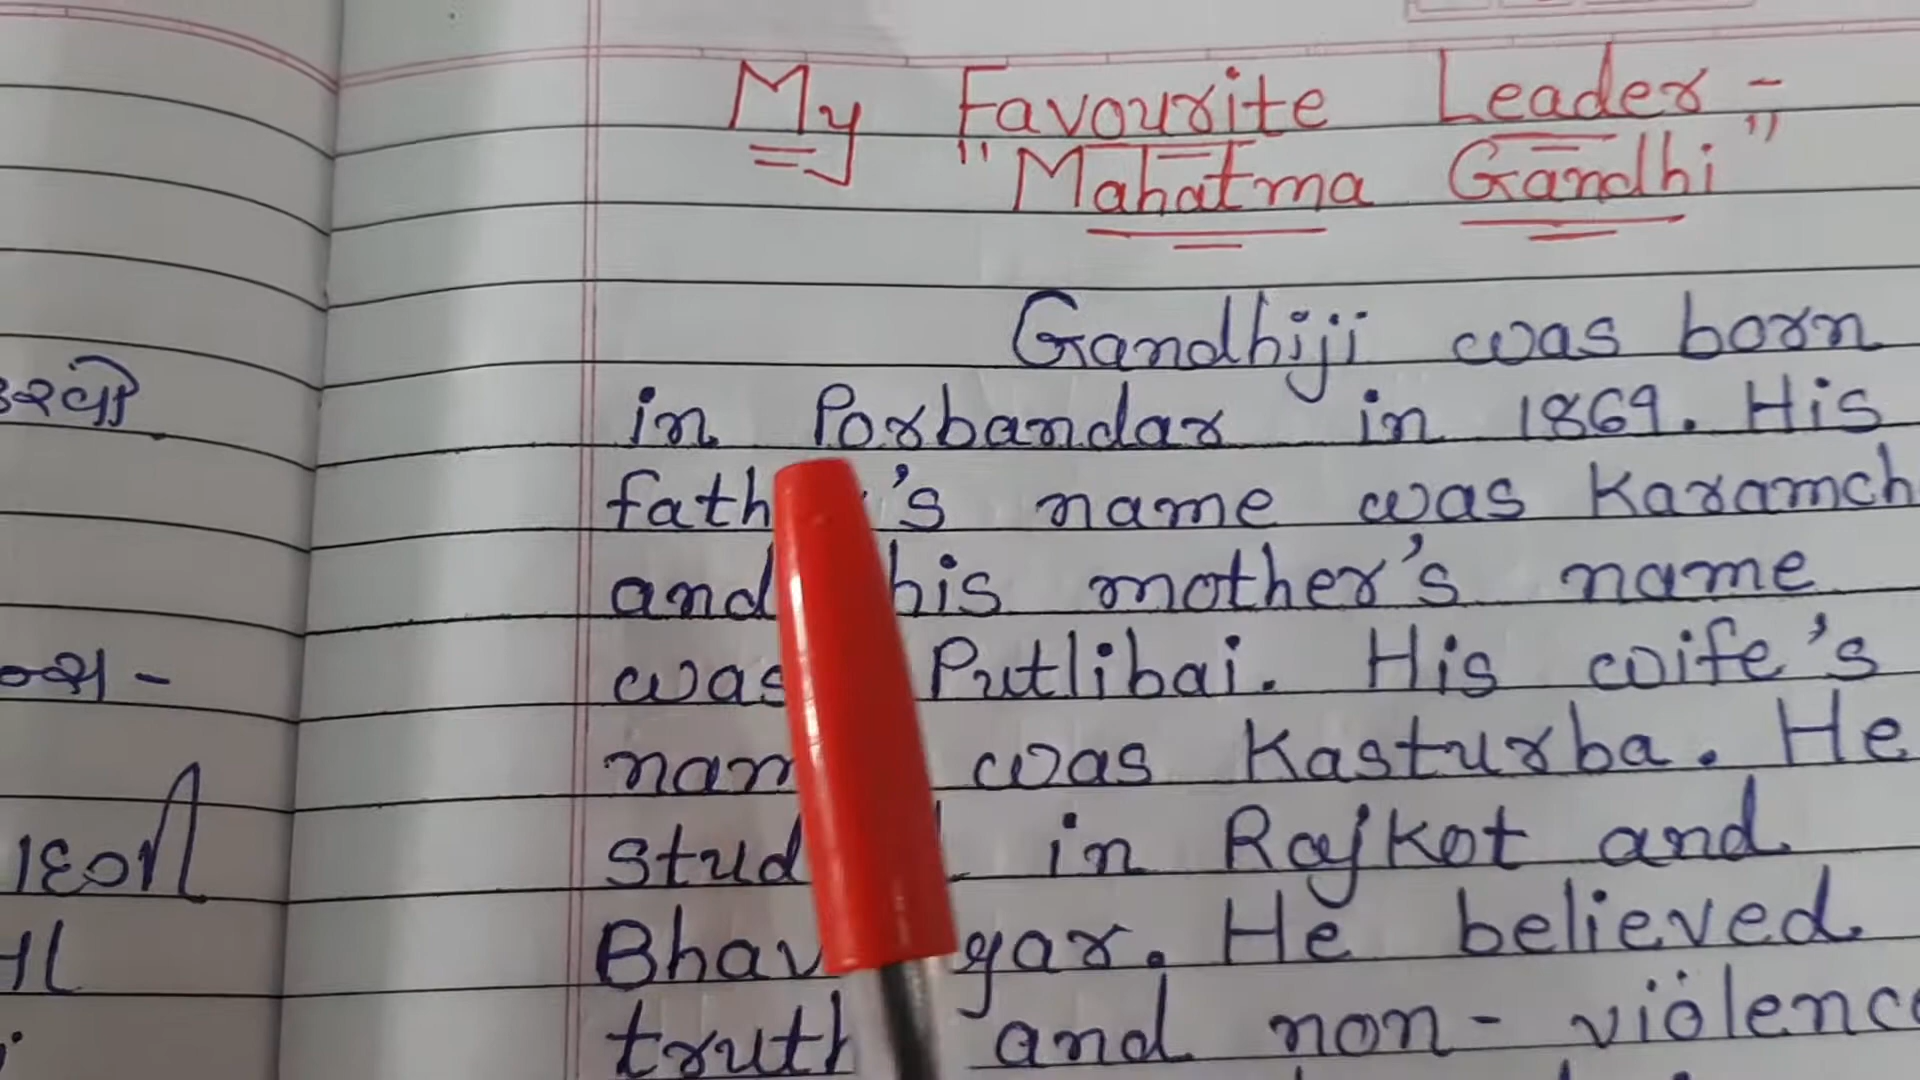 My Favourite Leader -
"Mahatma Gandhi"
Gandhiji was born
in Porbandar in 1869. His
fath 's name was Karamch
and his mother's name
was Putlibai. His wife's
nam was Kasturba. He
stud in Rajkot and
Bhav gar. He believed
truth and non-violenc